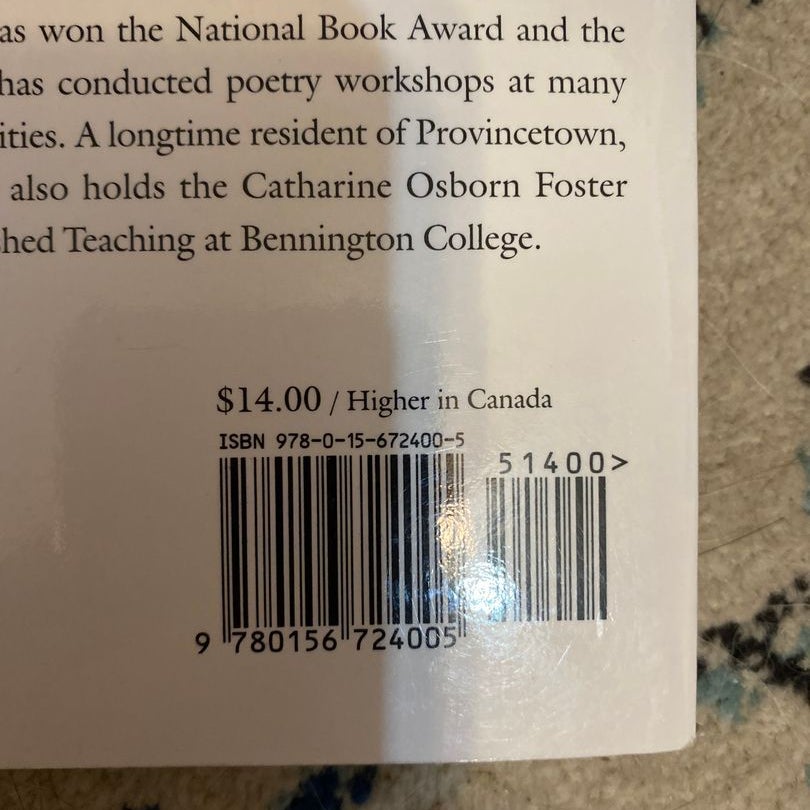 as won the National Book Award and the
has conducted poetry workshops at many
ities. A longtime resident of Provincetown,
also holds the Catharine Osborn Foster
hed Teaching at Bennington College.
$14.00 / Higher in Canada
ISBN 978-0-15-672400-5
51400>
9 780156 724005